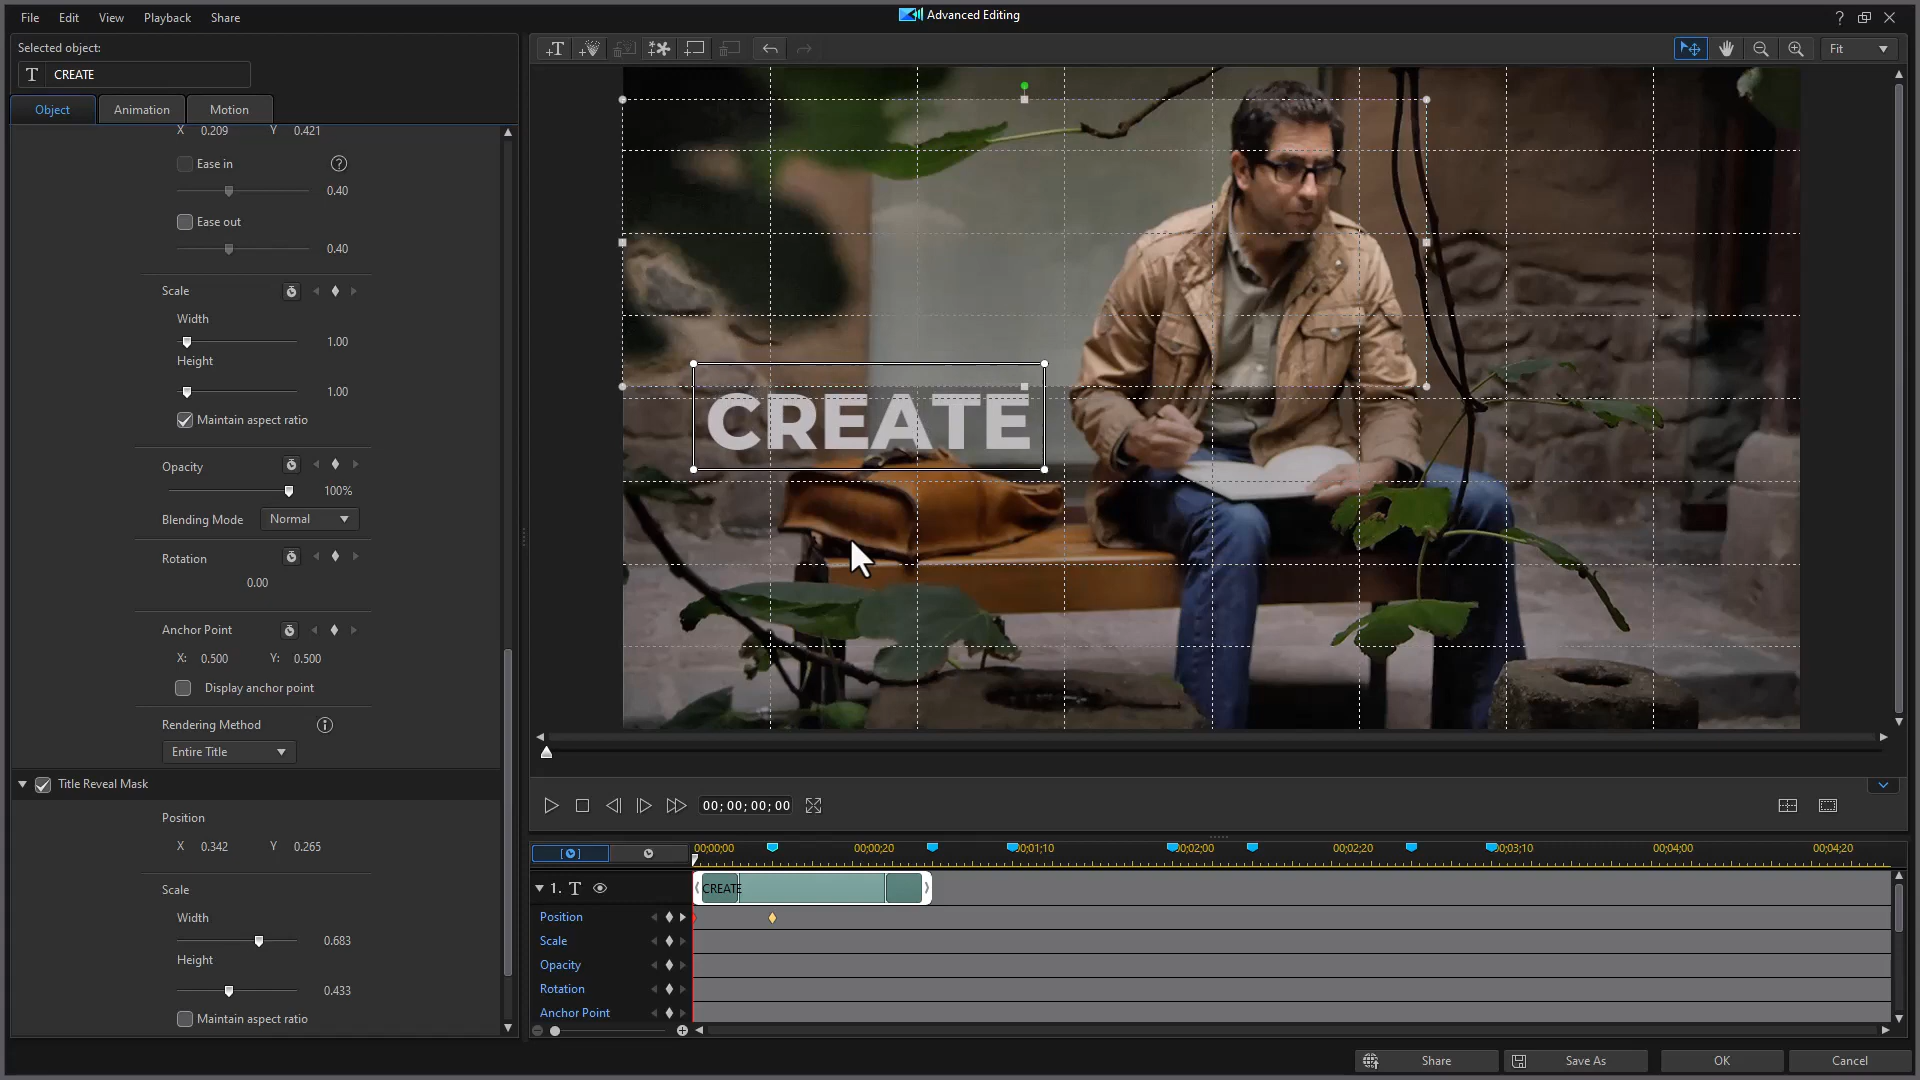 File Edit View Playback Share
Advanced Editing
?
Selected object:
T CREATE
Fit
Object Animation Motion
X 0.209 Y 0.421
Ease in ?
0.40
Ease out
0.40
Scale
Width
1.00
Height
1.00
Maintain aspect ratio
Opacity
100%
Blending Mode Normal
Rotation
0.00
Anchor Point
X: 0.500 Y: 0.500
Display anchor point
Rendering Method
Entire Title
Title Reveal Mask
Position
X 0.342 Y 0.265
Scale
Width
0.683
Height
0.433
Maintain aspect ratio
CREATE
00;00;00;00
00;00;00 00;00;20 00;01;10 00;02;00 00;02;20 00;03;10 00;04;00 00;04;20
1. T CREATE
Position
Scale
Opacity
Rotation
Anchor Point
Share Save As OK Cancel